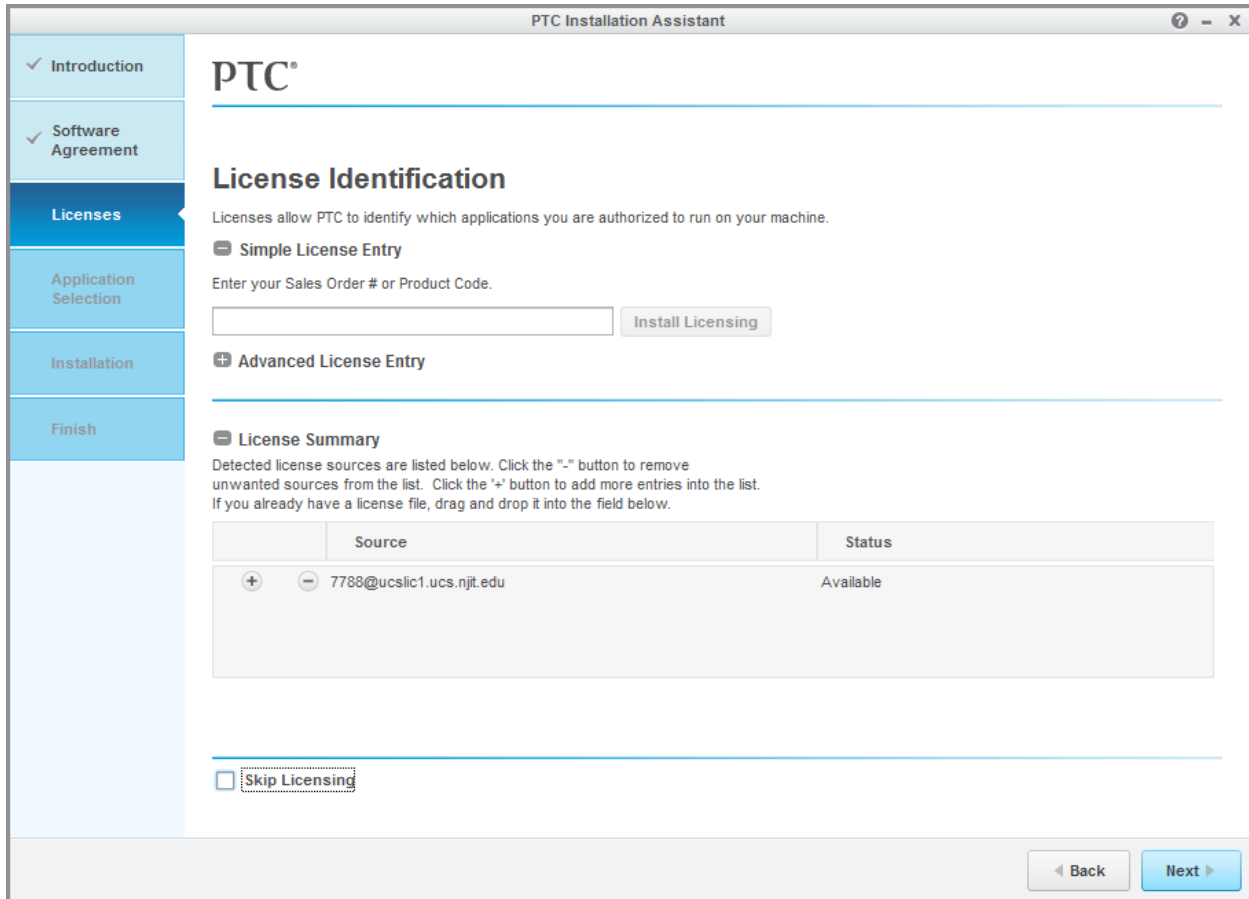 PTC Installation Assistant
Introduction
Software
Agreement
Licenses
Application
Selection
Installation
Finish
PTC®
License Identification
Licenses allow PTC to identify which applications you are authorized to run on your machine.
Simple License Entry
Enter your Sales Order # or Product Code.
Install Licensing
Advanced License Entry
License Summary
Detected license sources are listed below. Click the "-" button to remove
unwanted sources from the list.  Click the '+' button to add more entries into the list.
If you already have a license file, drag and drop it into the field below.
Source Status
7788@ucslic1.ucs.njit.edu Available
Skip Licensing
Back Next